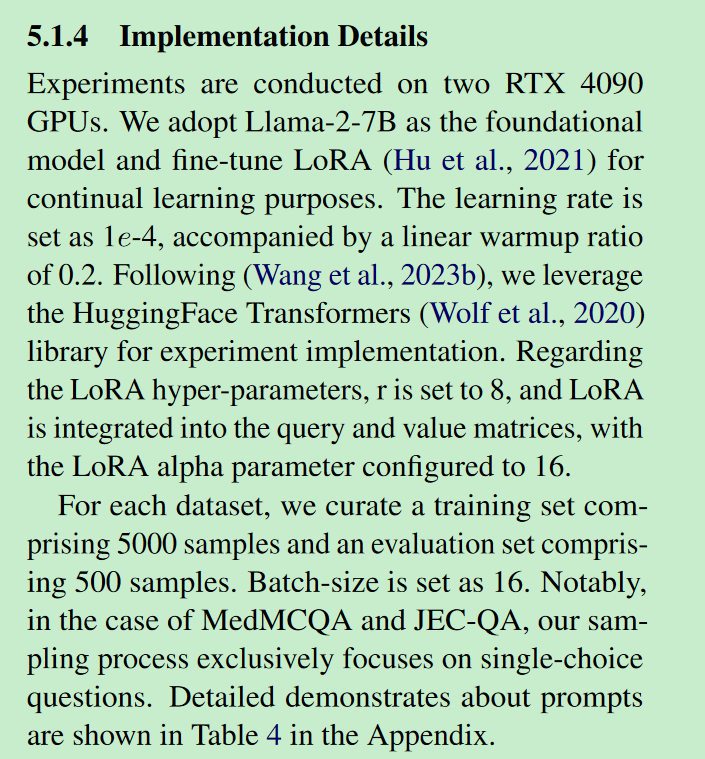 5.1.4 Implementation Details
Experiments are conducted on two RTX 4090
GPUs. We adopt Llama-2-7B as the foundational
model and fine-tune LoRA (Hu et al., 2021) for
continual learning purposes. The learning rate is
set as 1e-4, accompanied by a linear warmup ratio
of 0.2. Following (Wang et al., 2023b), we leverage
the HuggingFace Transformers (Wolf et al., 2020)
library for experiment implementation. Regarding
the LoRA hyper-parameters, r is set to 8, and LoRA
is integrated into the query and value matrices, with
the LoRA alpha parameter configured to 16.
For each dataset, we curate a training set com-
prising 5000 samples and an evaluation set compris-
ing 500 samples. Batch-size is set as 16. Notably,
in the case of MedMCQA and JEC-QA, our sam-
pling process exclusively focuses on single-choice
questions. Detailed demonstrates about prompts
are shown in Table 4 in the Appendix.